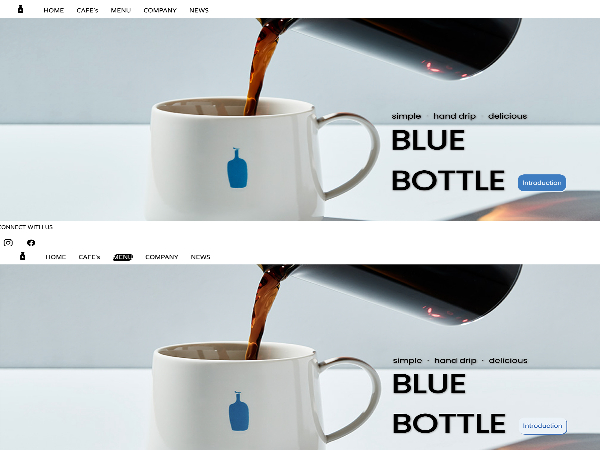 HOME CAFE's MENU COMPANY NEWS
simple · hand drip · delicious
BLUE
BOTTLE
Introduction
CONNECT WITH US
HOME CAFE's MENU COMPANY NEWS
simple · hand drip · delicious
BLUE
BOTTLE
Introduction